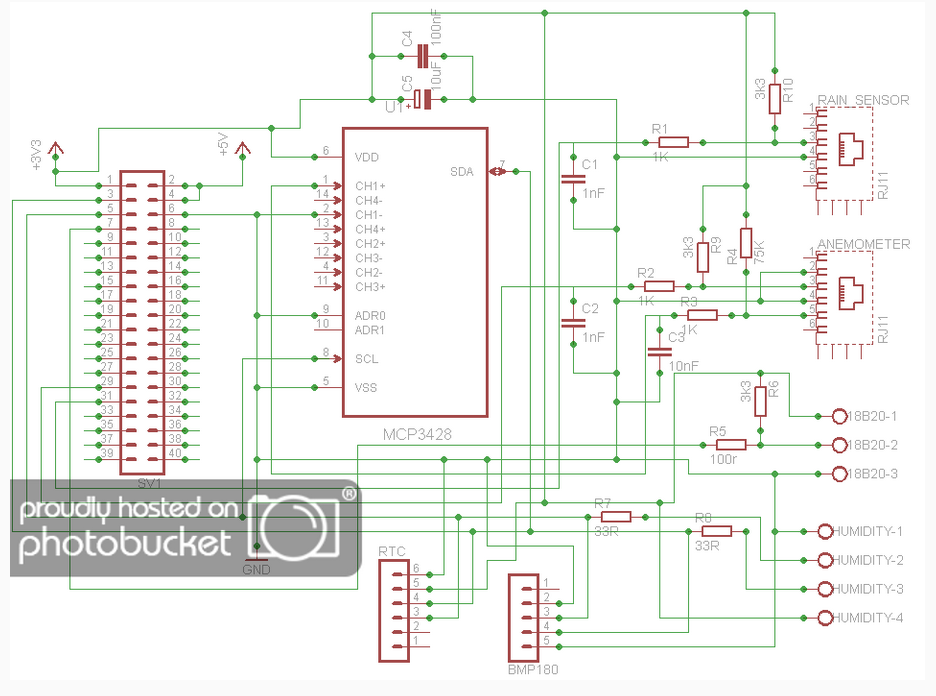 C4
100nF
C5
10uF
U1
+
3k3
R10
RAIN_SENSOR
RJ11
1
2
3
4
5
6
R1
1K
C1
1nF
+3V3
+5V
6
VDD
SDA
7
1
CH1+
14
CH4-
2
CH1-
13
CH4+
3
CH2+
12
CH3-
4
CH2-
11
CH3+
9
ADR0
10
ADR1
8
SCL
5
VSS
MCP3428
1
2
3
4
5
6
7
8
9
10
11
12
13
14
15
16
17
18
19
20
21
22
23
24
25
26
27
28
29
30
31
32
33
34
35
36
37
38
39
40
SV1
3k3
R9
R4
75K
ANEMOMETER
RJ11
1
2
3
4
5
6
R2
1K
C2
1nF
R3
1K
C3
10nF
3k3
R6
R5
100r
18B20-1
18B20-2
18B20-3
R7
33R
R8
33R
HUMIDITY-1
HUMIDITY-2
HUMIDITY-3
HUMIDITY-4
proudly hosted on
photobucket
®
GND
RTC
6
5
4
3
2
1
1
2
3
4
5
BMP180